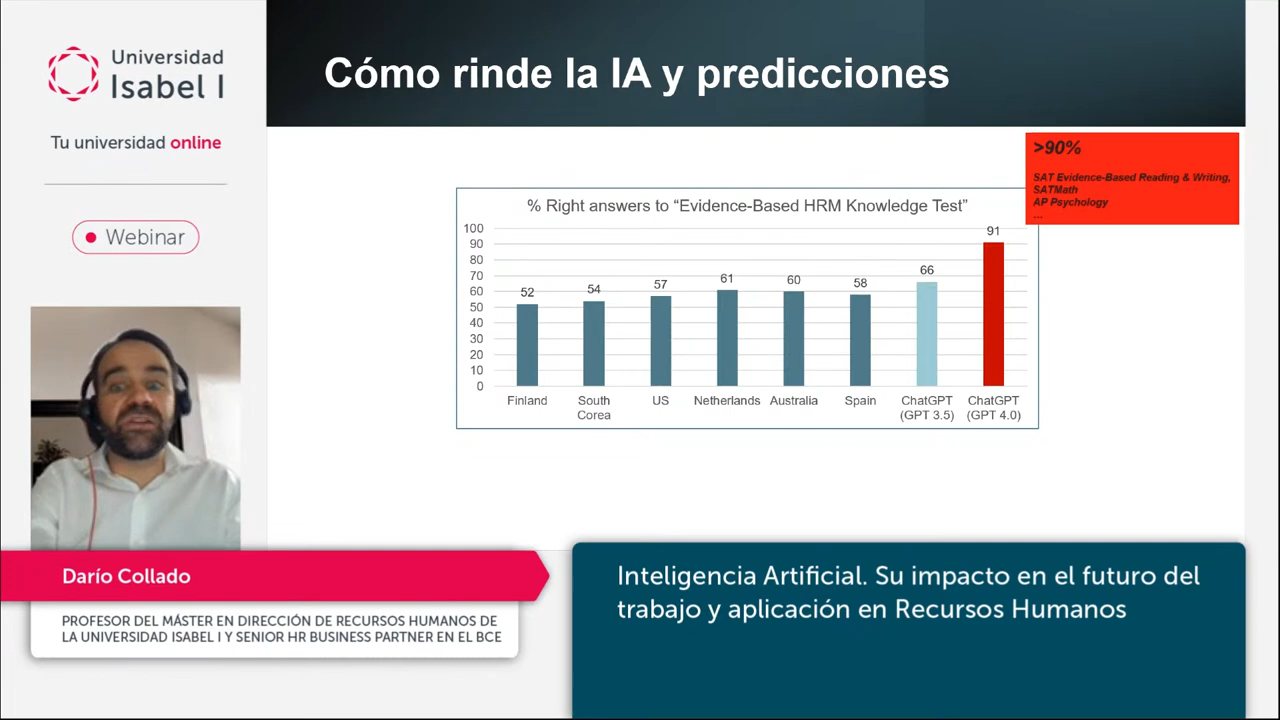 Universidad
Isabel I
Tu universidad online
Webinar
Cómo rinde la IA y predicciones
>90%
SAT Evidence-Based Reading & Writing,
SATMath
AP Psychology
...
% Right answers to “Evidence-Based HRM Knowledge Test”
100
90
80
70
60
50
40
30
20
10
0
52
54
57
61
60
58
66
91
Finland
South
Corea
US
Netherlands
Australia
Spain
ChatGPT
(GPT 3.5)
ChatGPT
(GPT 4.0)
Darío Collado
PROFESOR DEL MÁSTER EN DIRECCIÓN DE RECURSOS HUMANOS DE
LA UNIVERSIDAD ISABEL I Y SENIOR HR BUSINESS PARTNER EN EL BCE
Inteligencia Artificial. Su impacto en el futuro del
trabajo y aplicación en Recursos Humanos